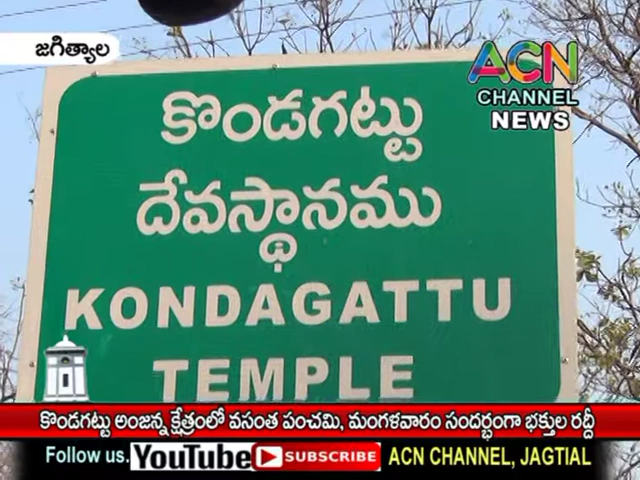 జగిత్యాల
ACN
CHANNEL
NEWS
కొండగట్టు
దేవస్థానము
KONDAGATTU
TEMPLE
కొండగట్టు అంజన్న క్షేత్రంలో వసంత పంచమి, మంగళవారం సందర్భంగా భక్తుల రద్దీ
Follow us. YouTube SUBSCRIBE ACN CHANNEL, JAGTIAL